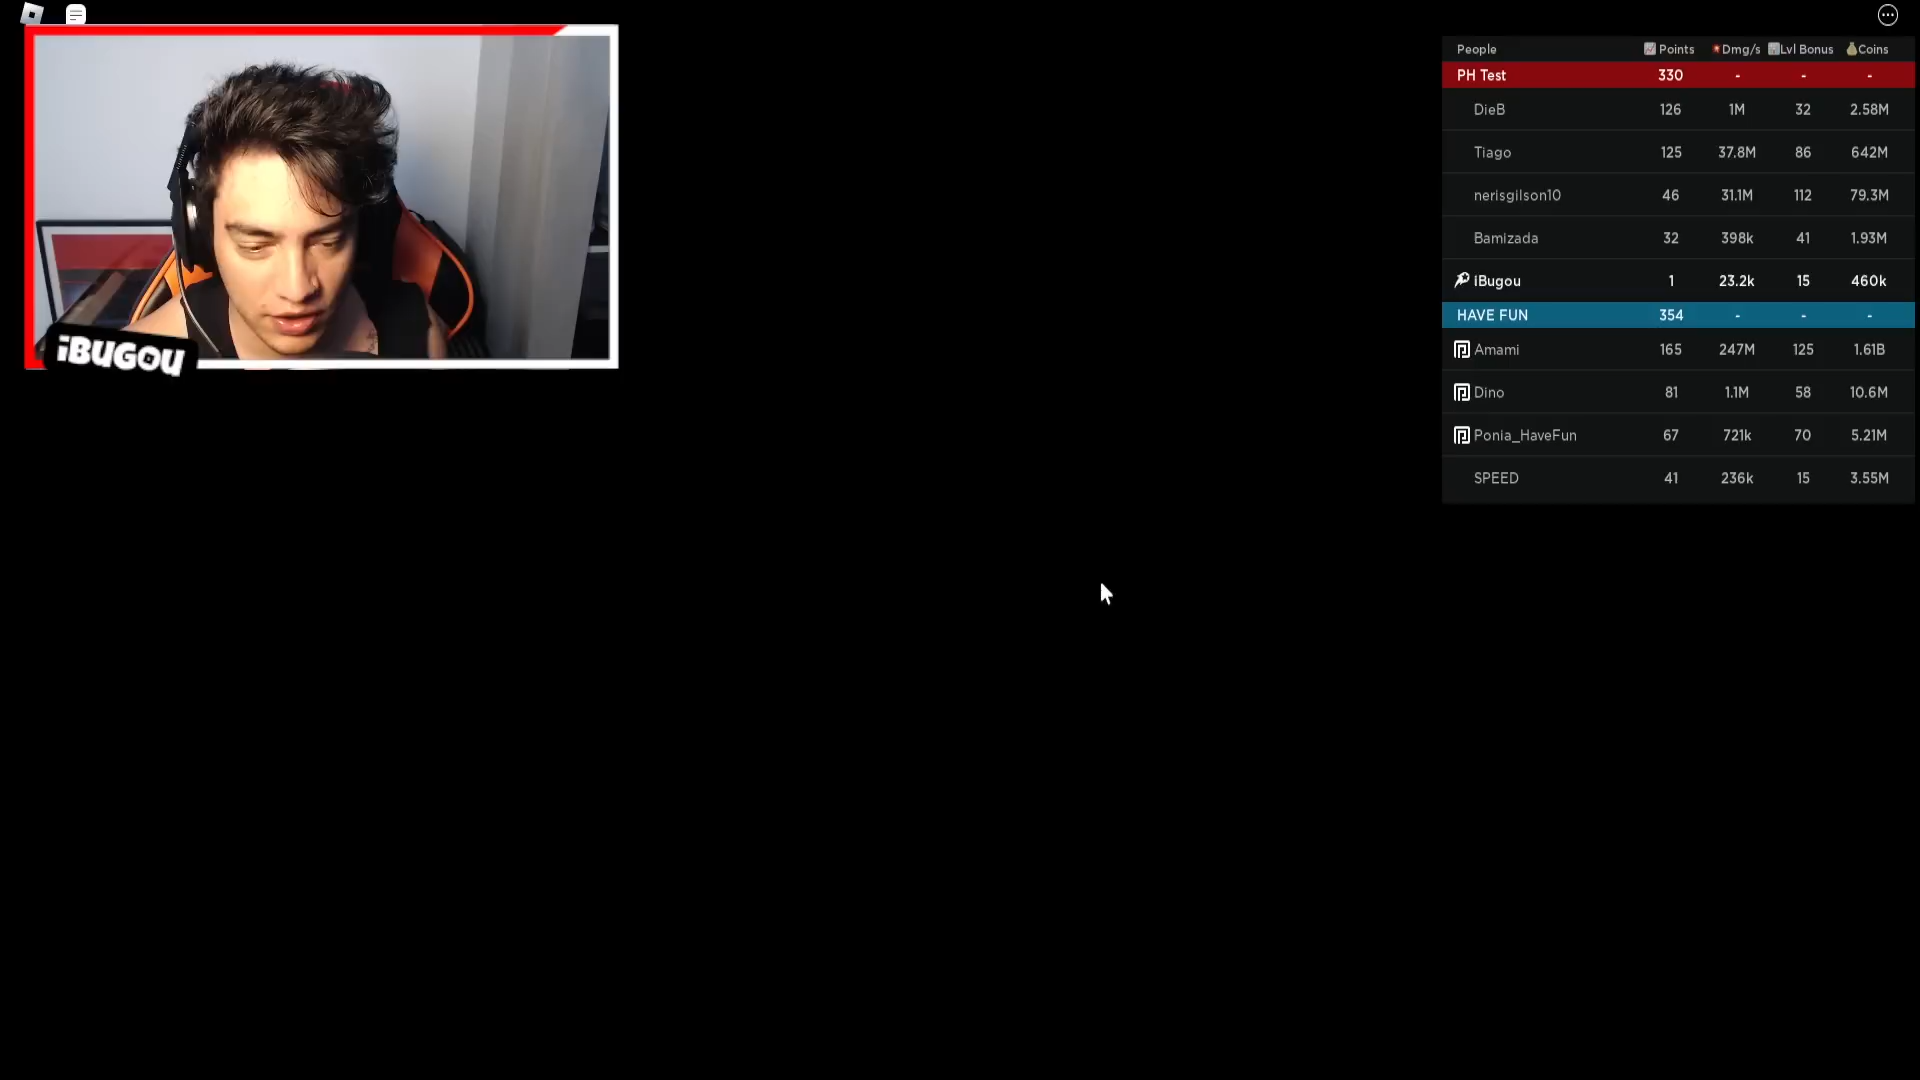 iBUGOU
People Points Dmg/s Lvl Bonus Coins
PH Test 330 - - -
DieB 126 1M 32 2.58M
Tiago 125 37.8M 86 642M
nerisgilson10 46 31.1M 112 79.3M
Bamizada 32 398k 41 1.93M
iBugou 1 23.2k 15 460k
HAVE FUN 354 - - -
Amami 165 247M 125 1.61B
Dino 81 1.1M 58 10.6M
Ponia_HaveFun 67 721k 70 5.21M
SPEED 41 236k 15 3.55M